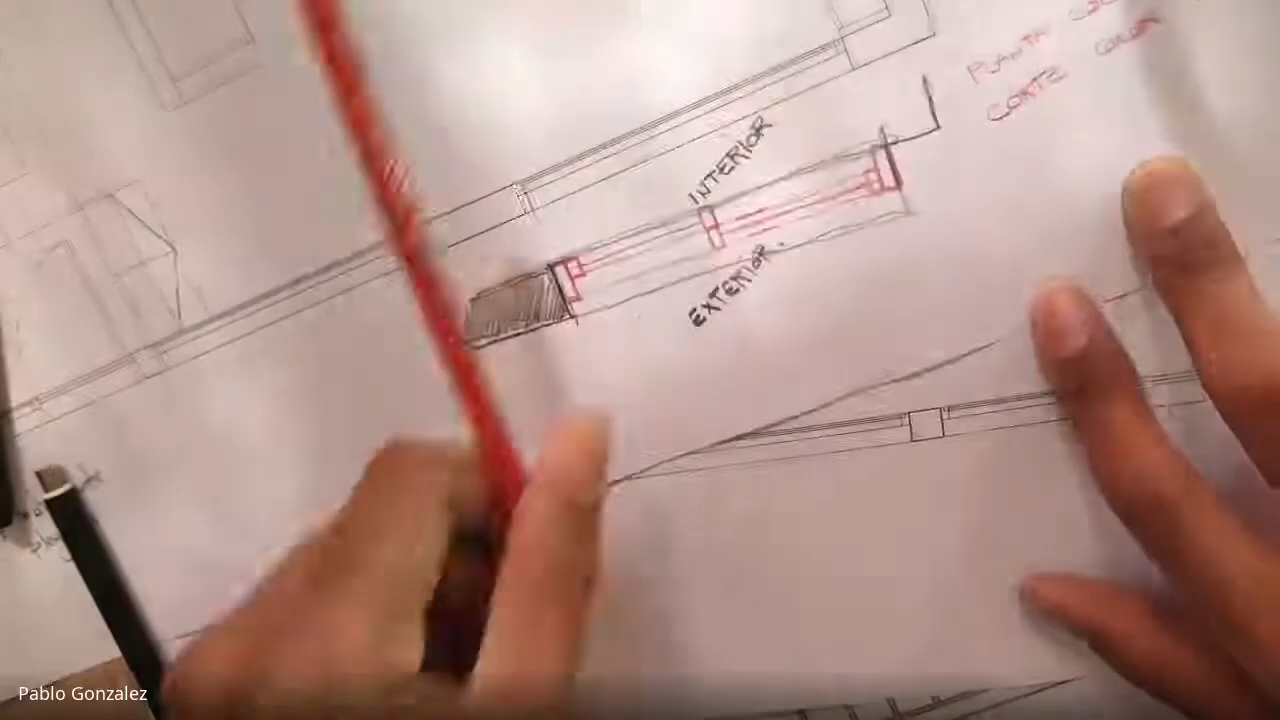 PLANTA
CORTE COLOR
INTERIOR
EXTERIOR.
Pablo Gonzalez